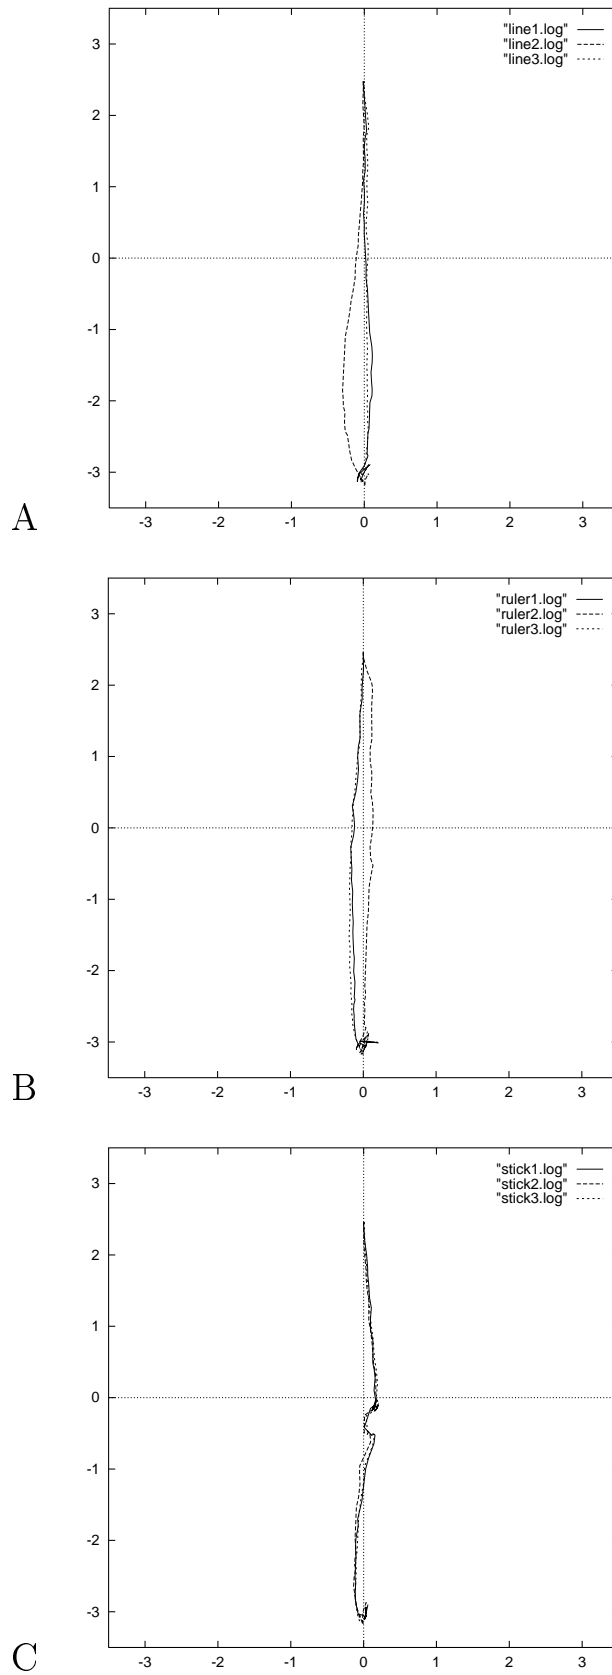 3
2
1
0
-1
-2
-3
-3 -2 -1 0 1 2 3
"line1.log"
"line2.log"
"line3.log"
A
3
2
1
0
-1
-2
-3
-3 -2 -1 0 1 2 3
"ruler1.log"
"ruler2.log"
"ruler3.log"
B
3
2
1
0
-1
-2
-3
-3 -2 -1 0 1 2 3
"stick1.log"
"stick2.log"
"stick3.log"
C